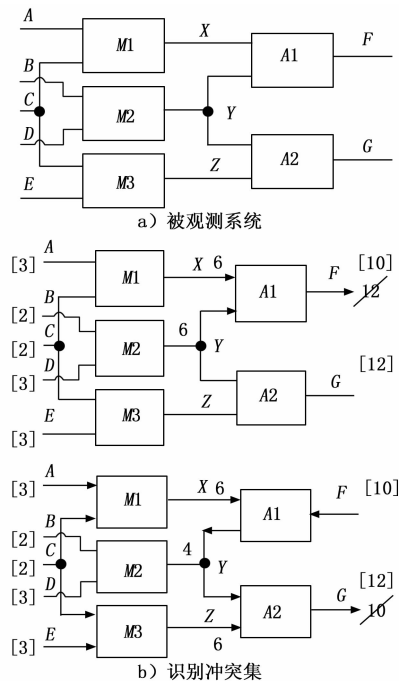 A
B
C
D
E
M1
M2
M3
X
Y
Z
A1
A2
F
G
a）被观测系统
[3]
[2]
[2]
[3]
[3]
A
B
C
D
E
M1
M2
M3
X 6
6
Y
Z
A1
A2
F
[10]
12
G
[12]
[3]
[2]
[2]
[3]
[3]
A
B
C
D
E
M1
M2
M3
X 6
4
Y
Z
6
A1
A2
F
[10]
G
[12]
10
b）识别冲突集